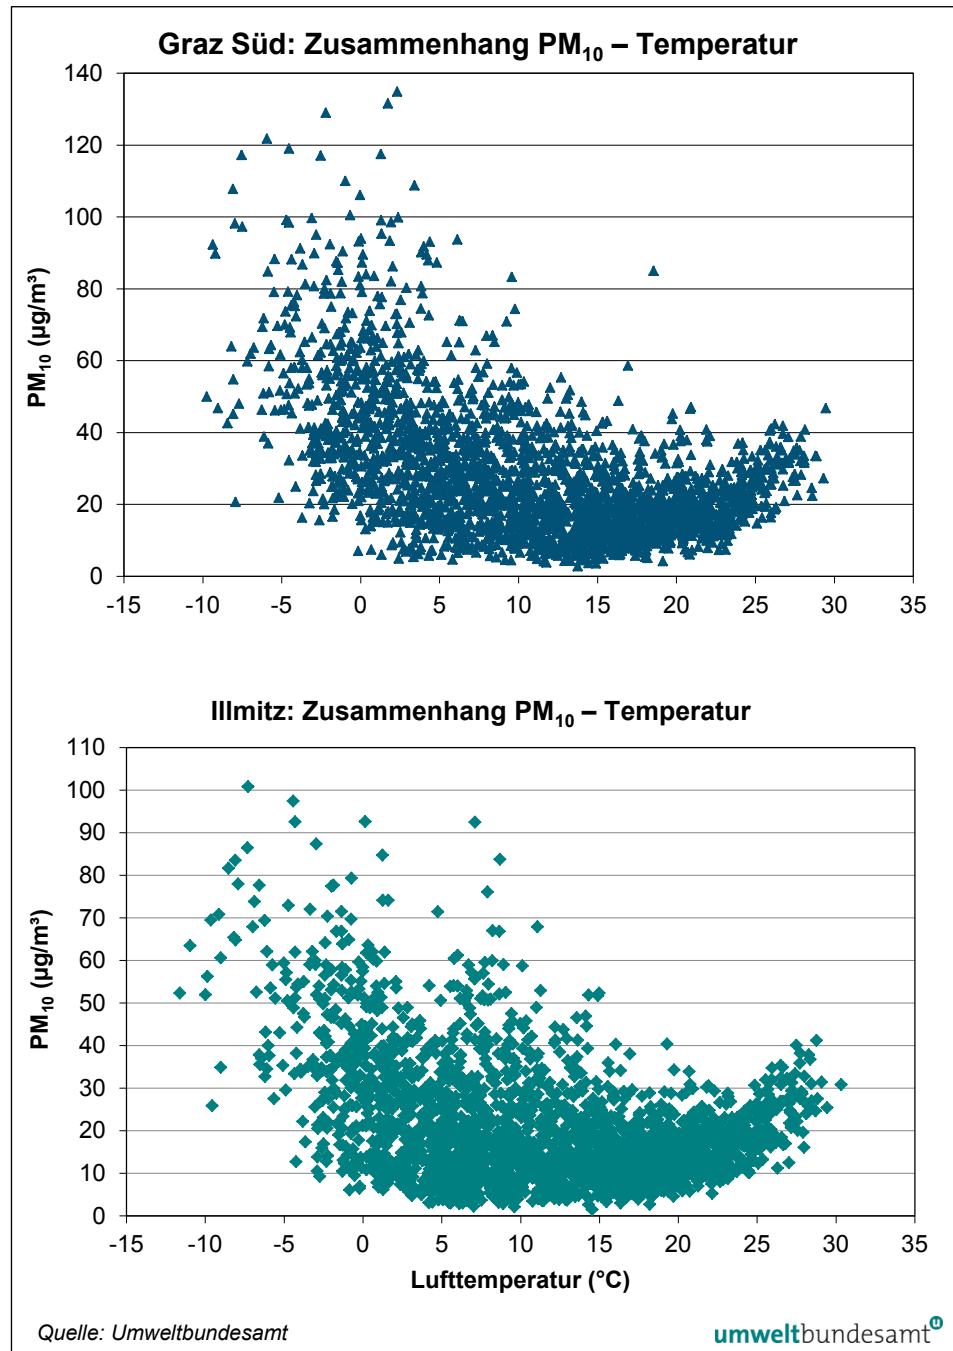 Graz Süd: Zusammenhang PM₁₀ – Temperatur
PM₁₀ (µg/m³)
140
120
100
80
60
40
20
0
-15 -10 -5 0 5 10 15 20 25 30 35
Illmitz: Zusammenhang PM₁₀ – Temperatur
PM₁₀ (µg/m³)
110
100
90
80
70
60
50
40
30
20
10
0
-15 -10 -5 0 5 10 15 20 25 30 35
Lufttemperatur (°C)
Quelle: Umweltbundesamt
umweltbundesamt ᵘ